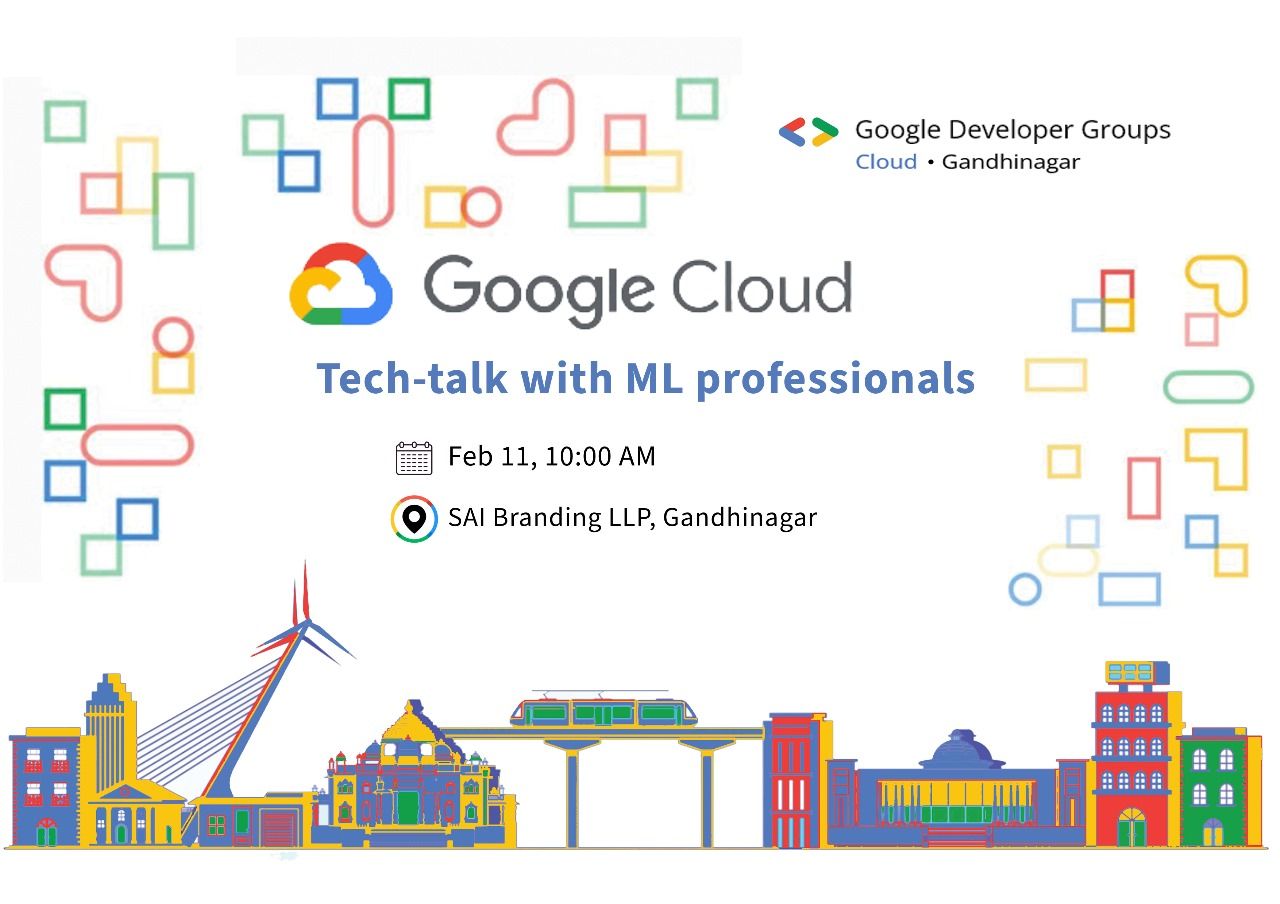 Google Developer Groups
Cloud • Gandhinagar
Google Cloud
Tech-talk with ML professionals
Feb 11, 10:00 AM
SAI Branding LLP, Gandhinagar